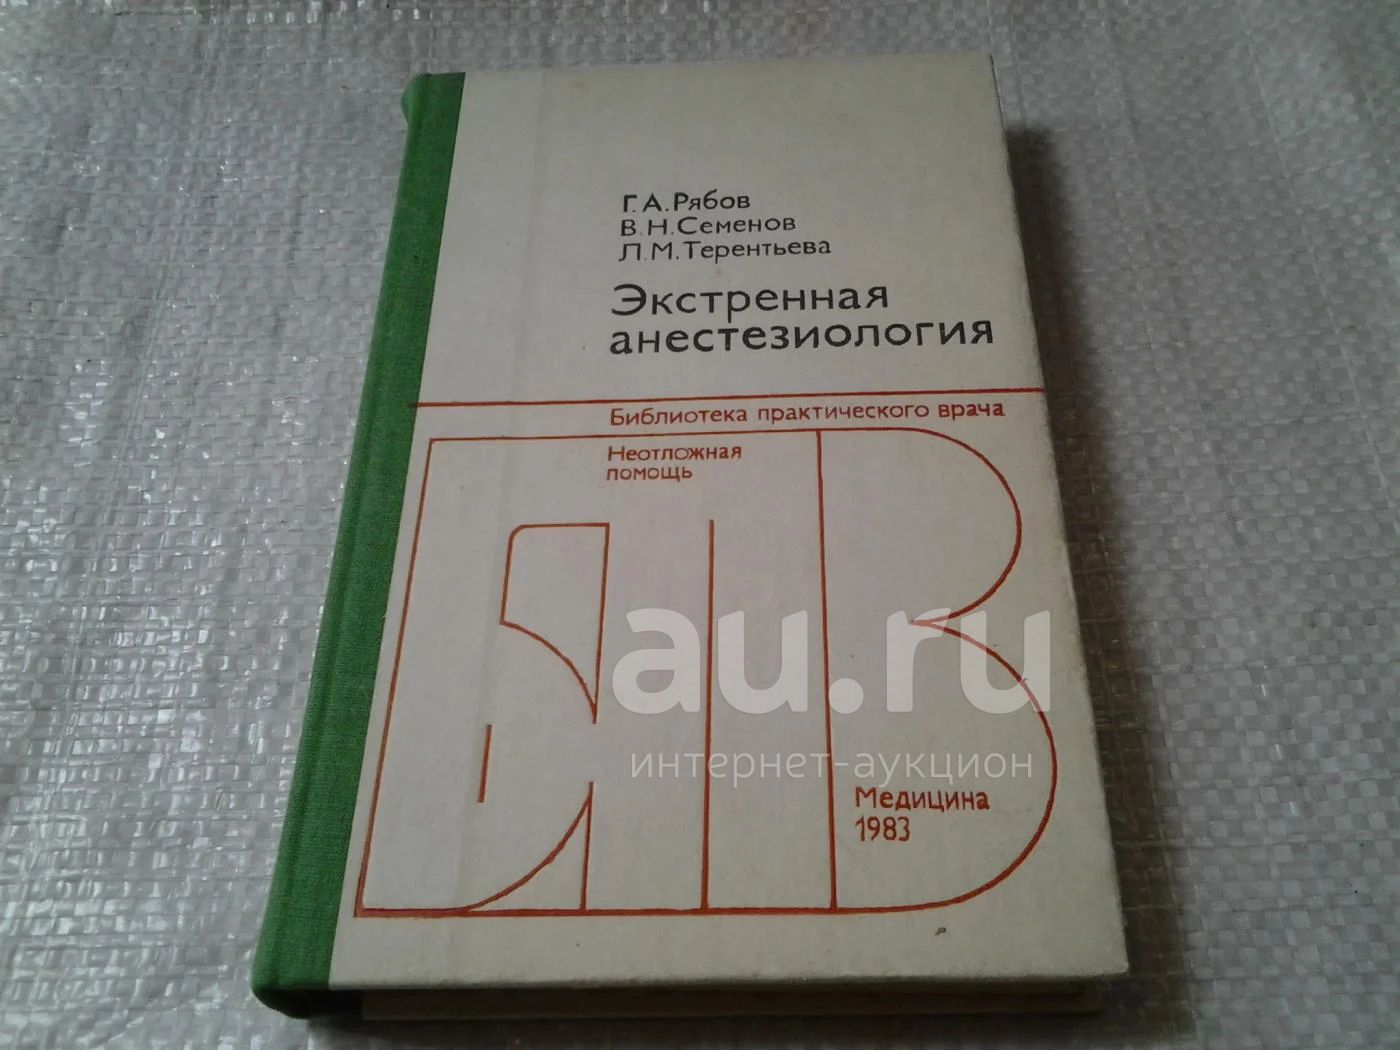 Г. А. Рябов
В. Н. Семенов
Л. М. Терентьева
Экстренная
анестезиология
Библиотека практического врача
Неотложная
помощь
БПВ
au.ru
интернет-аукцион
Медицина
1983